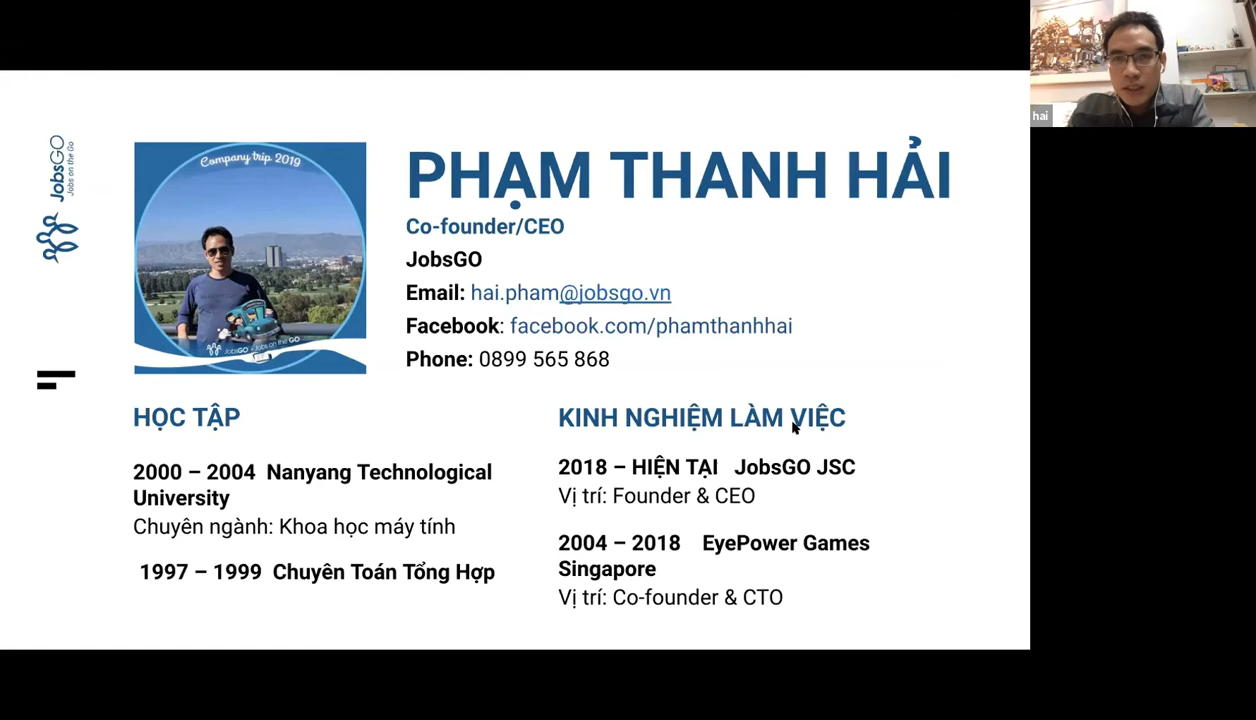 JobsGO
Jobs on the Go
Company trip 2019
JobsGO - Jobs on the GO
PHẠM THANH HẢI
Co-founder/CEO
JobsGO
Email: hai.pham@jobsgo.vn
Facebook: facebook.com/phamthanhhai
Phone: 0899 565 868
HỌC TẬP
2000 – 2004 Nanyang Technological
University
Chuyên ngành: Khoa học máy tính
1997 – 1999 Chuyên Toán Tổng Hợp
KINH NGHIỆM LÀM VIỆC
2018 – HIỆN TẠI JobsGO JSC
Vị trí: Founder & CEO
2004 – 2018 EyePower Games
Singapore
Vị trí: Co-founder & CTO
hai